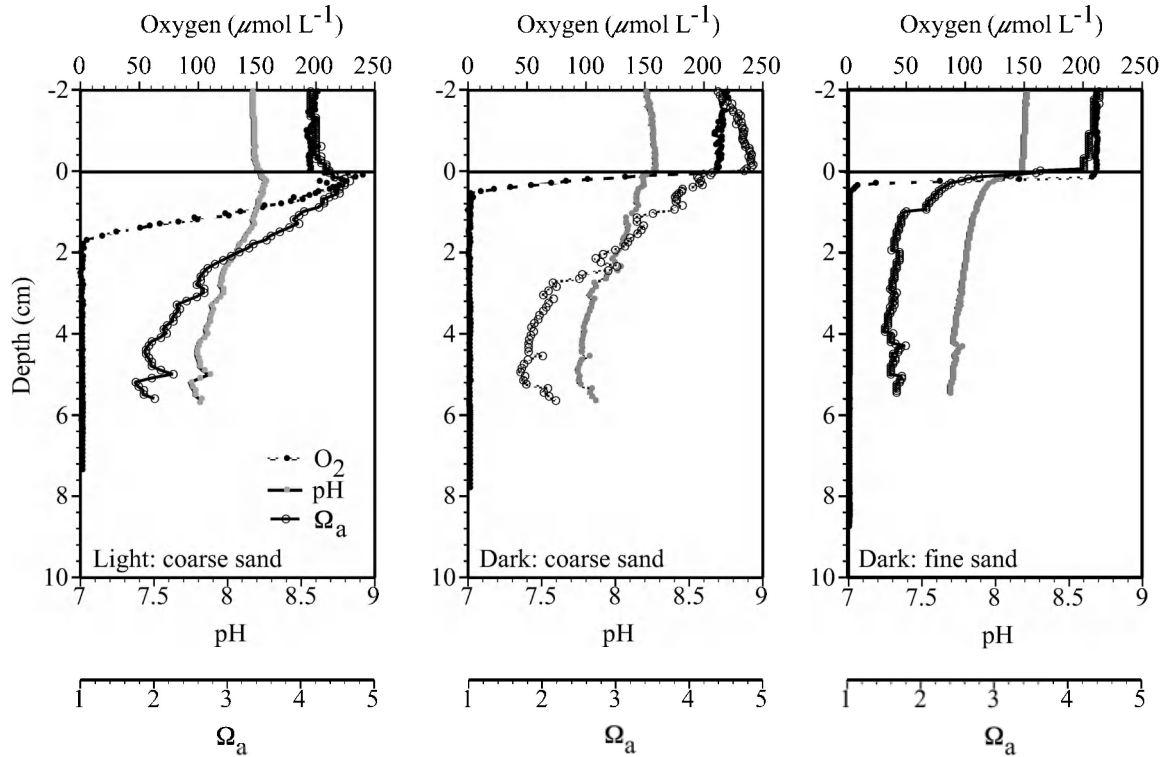 Oxygen (μmol L⁻¹) Oxygen (μmol L⁻¹) Oxygen (μmol L⁻¹)
0 50 100 150 200 250 0 50 100 150 200 250 0 50 100 150 200 250
-2 -2 -2
0 0 0
2 2 2
4 4 4
6 6 6
8 8 8
10 10 10
Depth (cm)
O₂
pH
Ωₐ
Light: coarse sand Dark: coarse sand Dark: fine sand
7 7.5 8 8.5 9 7 7.5 8 8.5 9 7 7.5 8 8.5 9
pH pH pH
1 2 3 4 5 1 2 3 4 5 1 2 3 4 5
Ωₐ Ωₐ Ωₐ